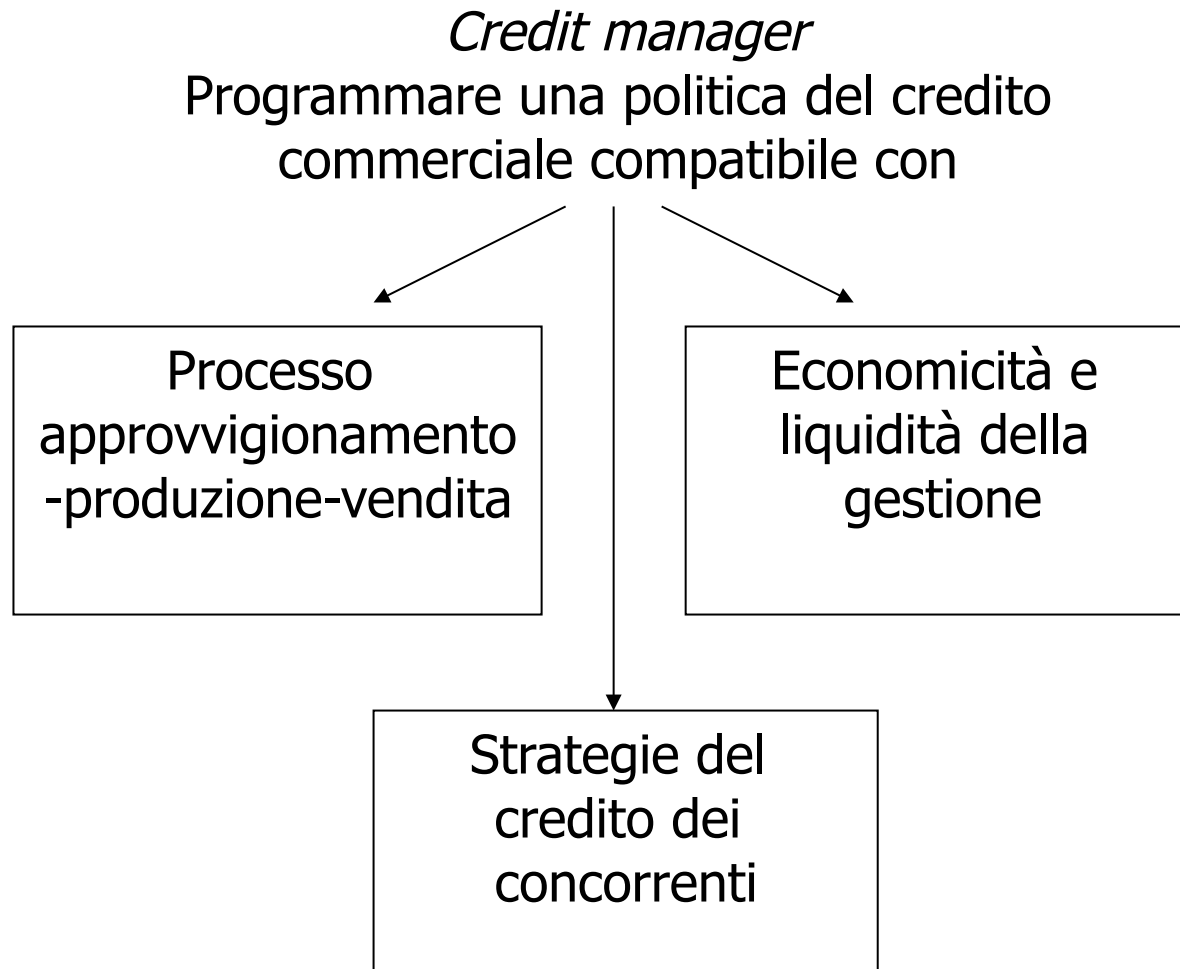 Credit manager
Programmare una politica del credito
commerciale compatibile con
Processo
approvvigionamento
-produzione-vendita
Economicità e
liquidità della
gestione
Strategie del
credito dei
concorrenti